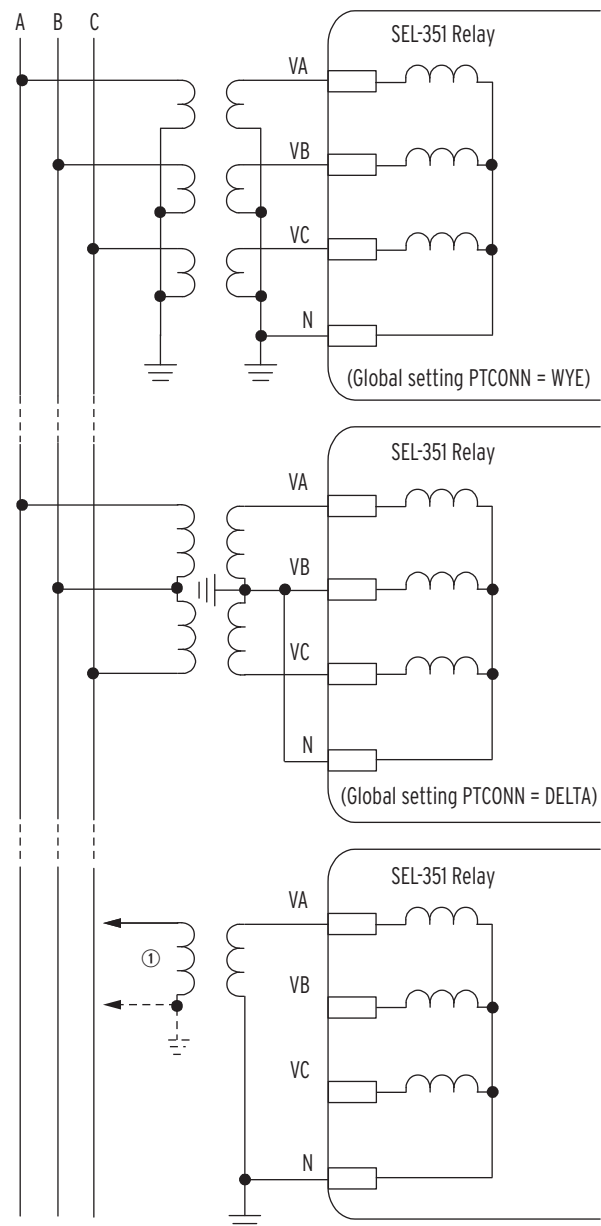 A B C
SEL-351 Relay
VA
VB
VC
N
(Global setting PTCONN = WYE)
SEL-351 Relay
VA
VB
VC
N
(Global setting PTCONN = DELTA)
SEL-351 Relay
VA
①
VB
VC
N